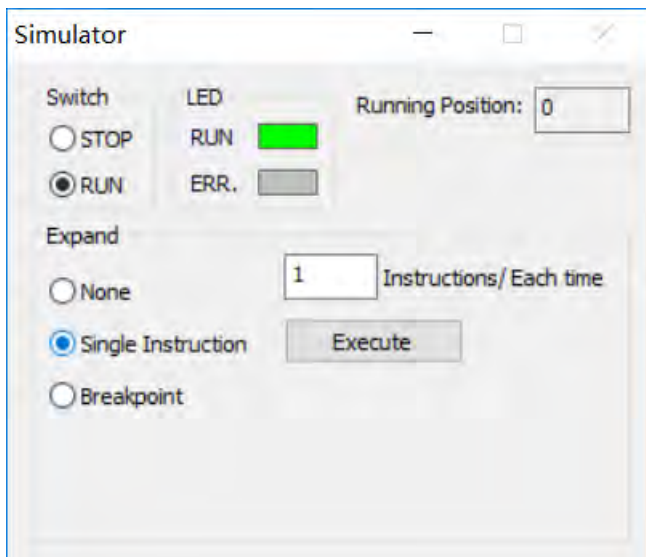 Simulator
Switch LED Running Position: 0
STOP RUN
RUN ERR.
Expand
None 1 Instructions/ Each time
Single Instruction Execute
Breakpoint